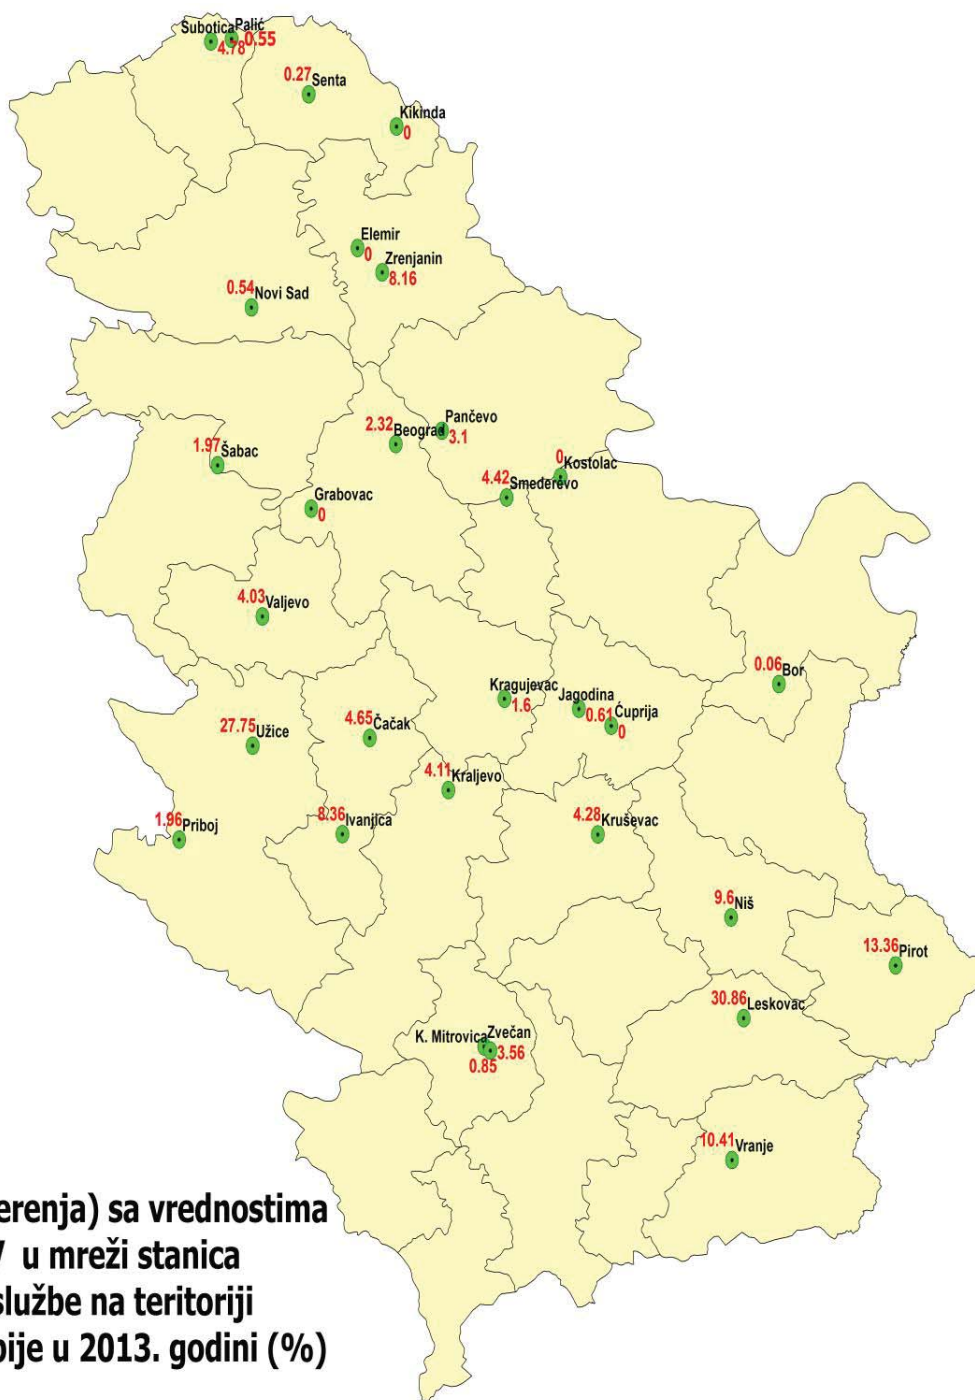 Subotica Palić
4.78 0.55
0.27 Senta
Kikinda
0
Elemir
0
Zrenjanin
8.16
0.54 Novi Sad
Pančevo
3.1
2.32 Beograd
1.97 Šabac
0 Kostolac
4.42 Smederevo
Grabovac
0
4.03 Valjevo
0.06 Bor
Kragujevac
1.6
Jagodina
0.61 Ćuprija
0
27.75 Užice
4.65 Čačak
4.11 Kraljevo
1.96 Priboj
8.36 Ivanjica
4.28 Kruševac
9.6 Niš
13.36 Pirot
30.86 Leskovac
K. Mitrovica Zvečan
0.85 3.56
10.41 Vranje
erenja) sa vrednostima
u mreži stanica
službe na teritoriji
bije u 2013. godini (%)